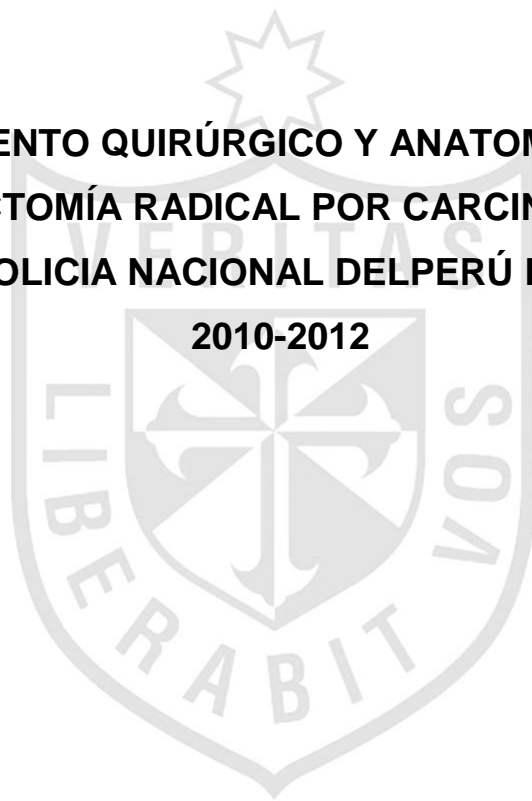 ENTO QUIRÚRGICO Y ANATOM
CTOMÍA RADICAL POR CARCIN
OLICIA NACIONAL DELPERÚ
2010-2012
VERITAS
LIBERABIT
VOS